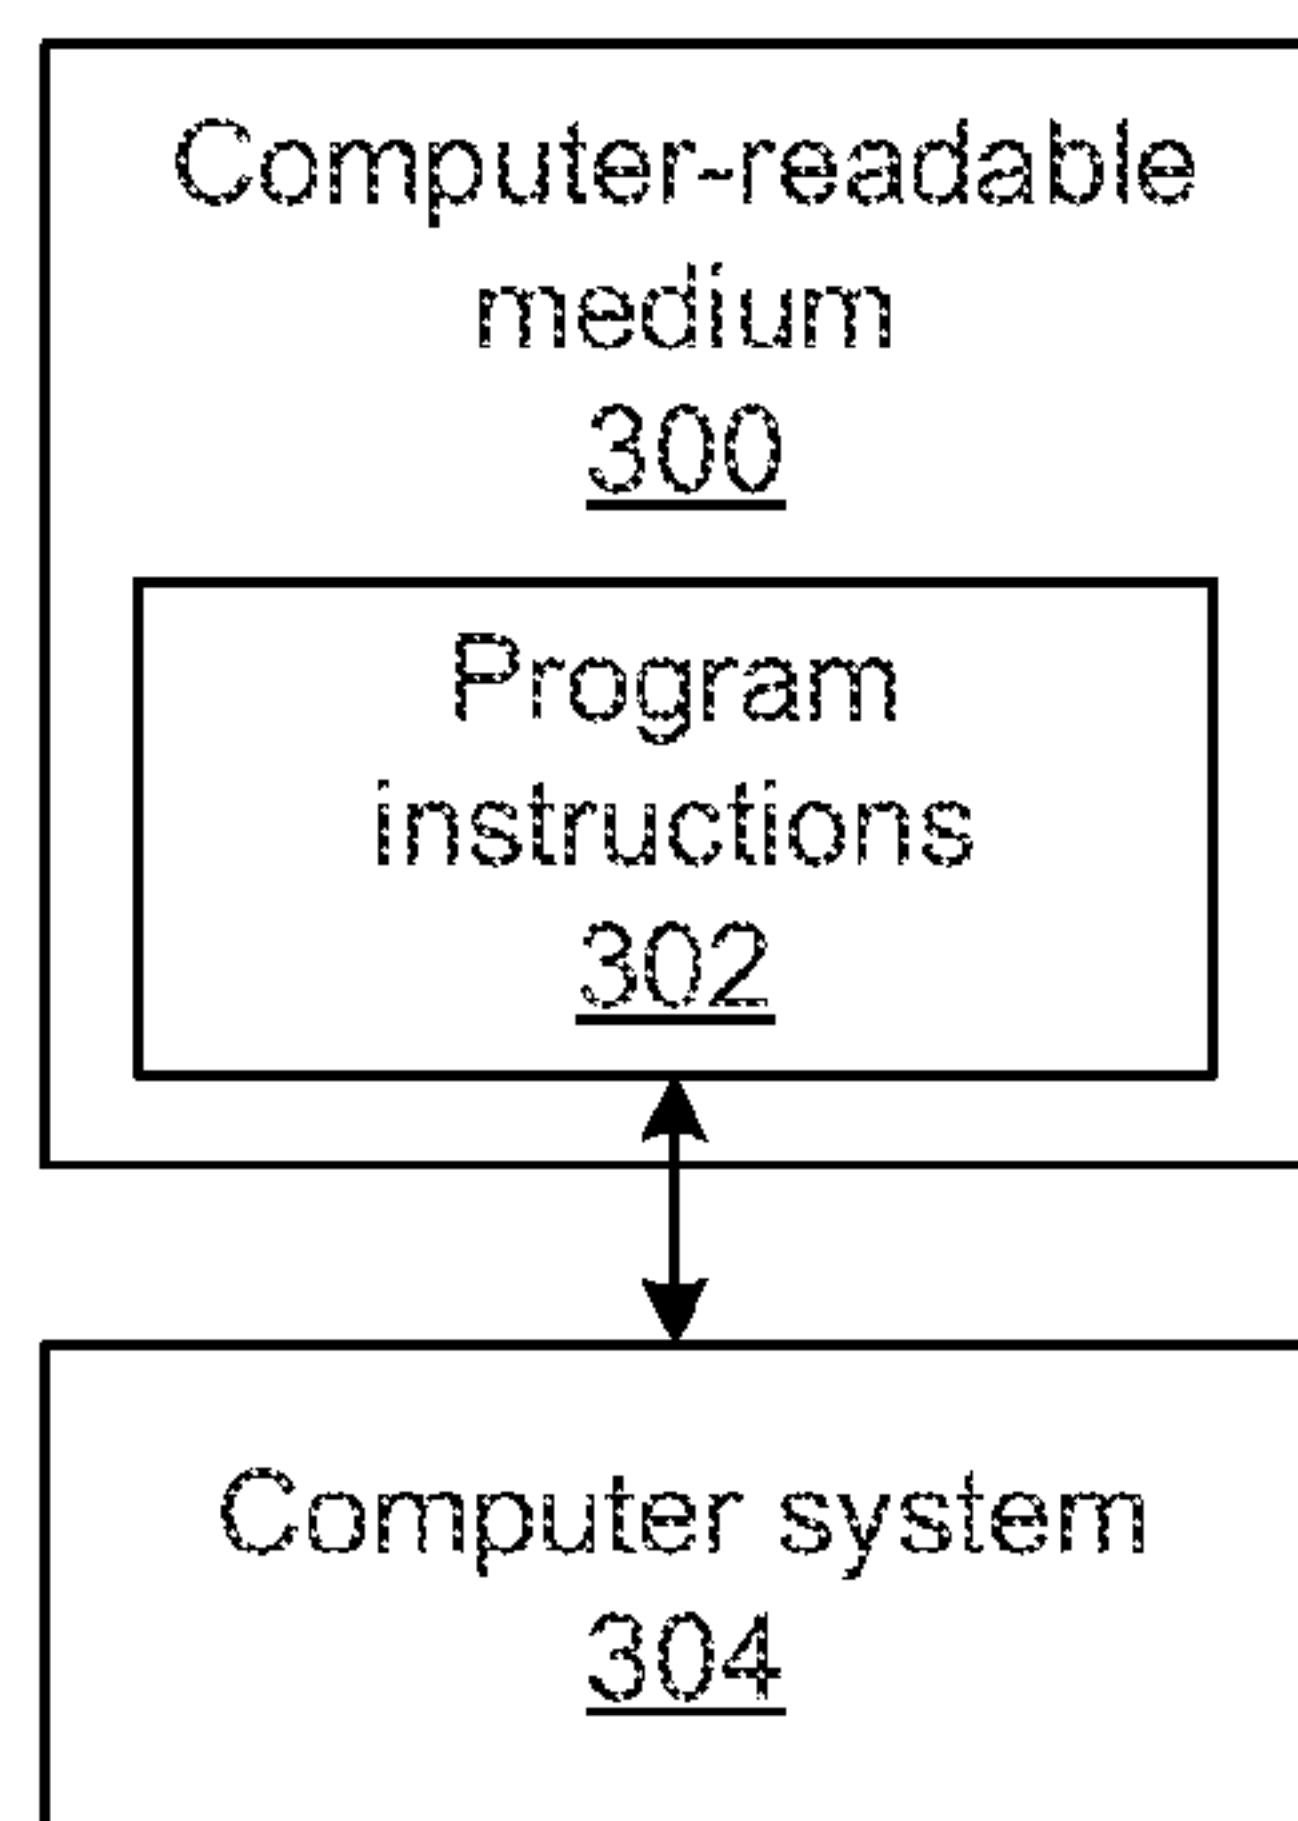 Computer-readable
medium
300
Program
instructions
302
Computer system
304